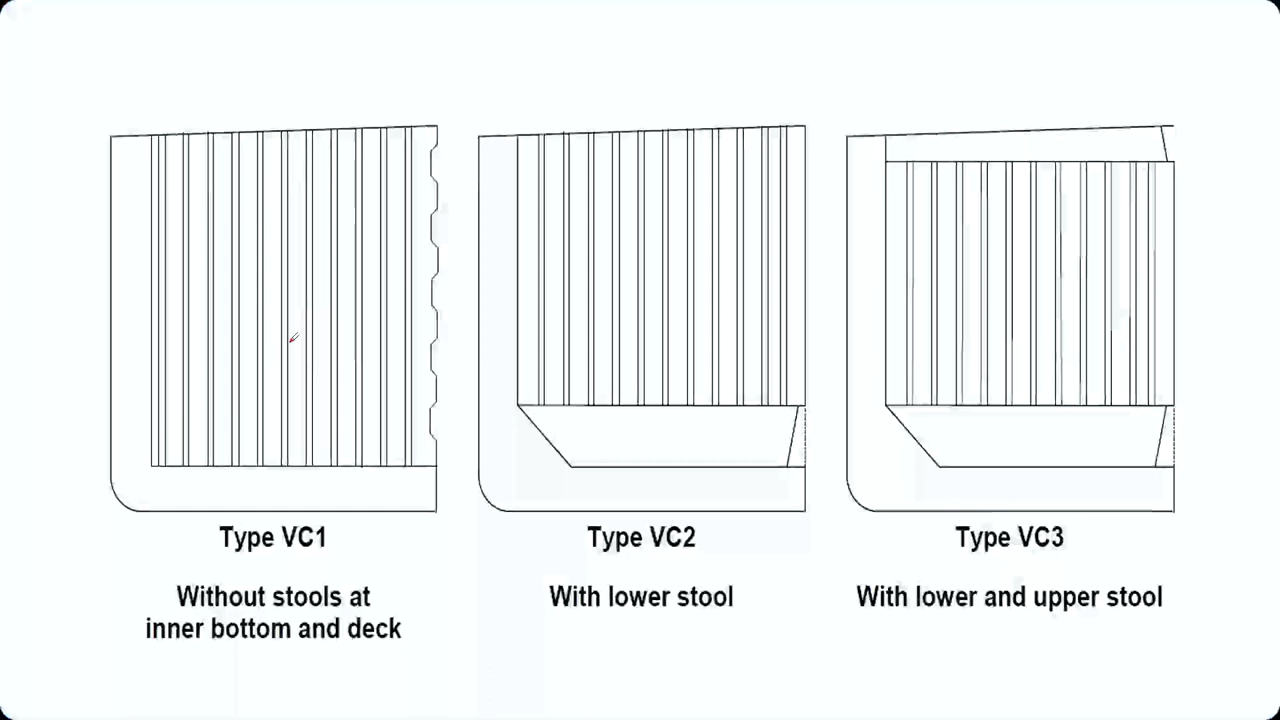 Type VC1
Without stools at
inner bottom and deck
Type VC2
With lower stool
Type VC3
With lower and upper stool